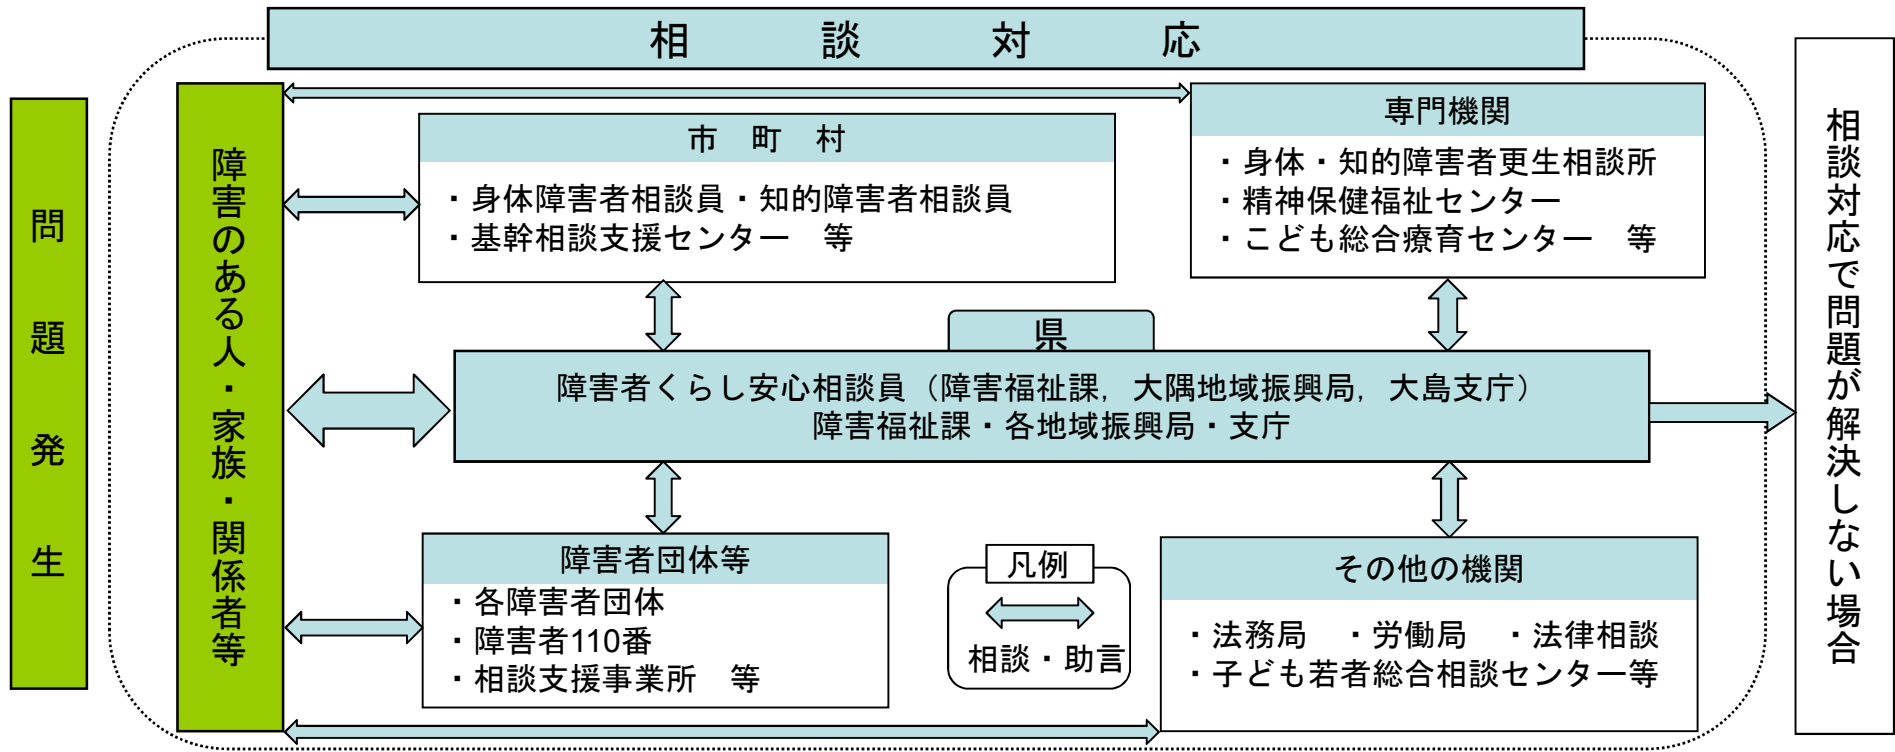 相談対応
問題発生
障害のある人・家族・関係者等
市町村
・身体障害者相談員・知的障害者相談員
・基幹相談支援センター　等
専門機関
・身体・知的障害者更生相談所
・精神保健福祉センター
・こども総合療育センター　等
県
障害者くらし安心相談員（障害福祉課，大隅地域振興局，大島支庁）
障害福祉課・各地域振興局・支庁
障害者団体等
・各障害者団体
・障害者110番
・相談支援事業所　等
凡例
相談・助言
その他の機関
・法務局　・労働局　・法律相談
・子ども若者総合相談センター等
相談対応で問題が解決しない場合